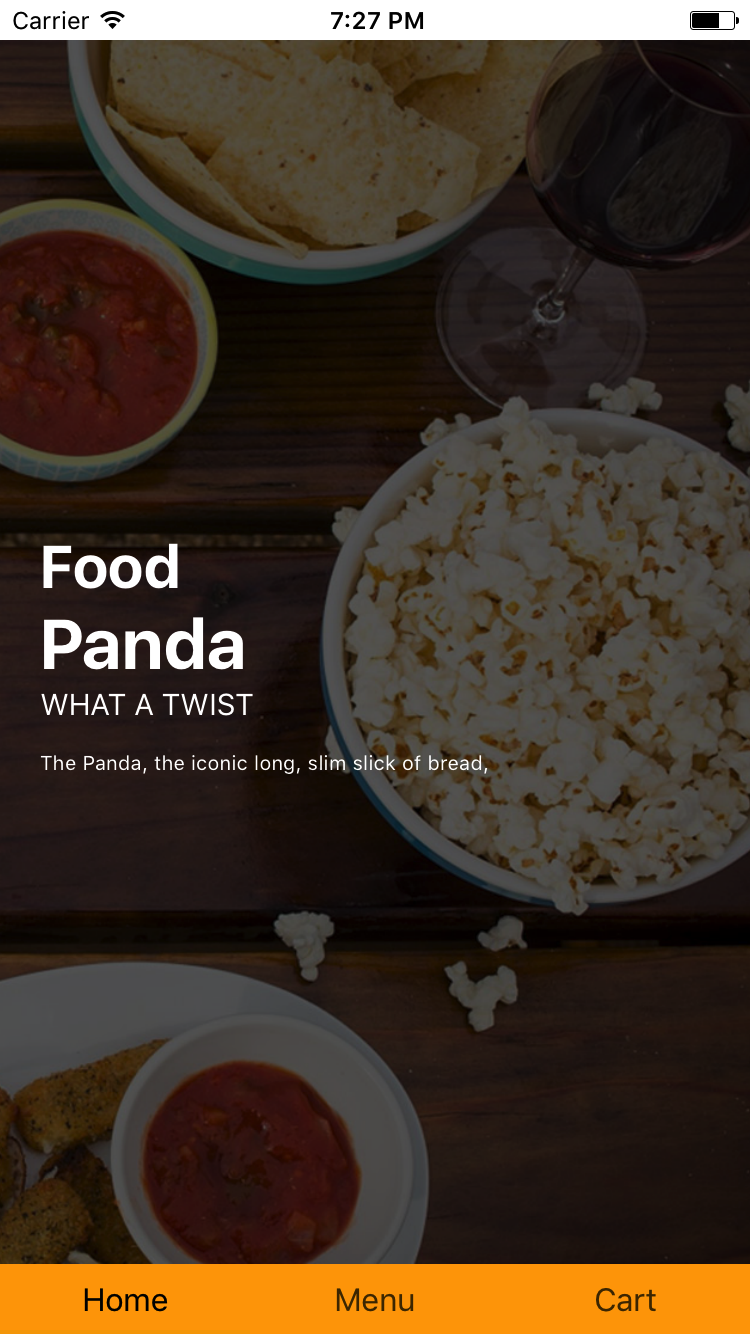 Carrier 7:27 PM
Food
Panda
WHAT A TWIST
The Panda, the iconic long, slim slick of bread,
Home Menu Cart